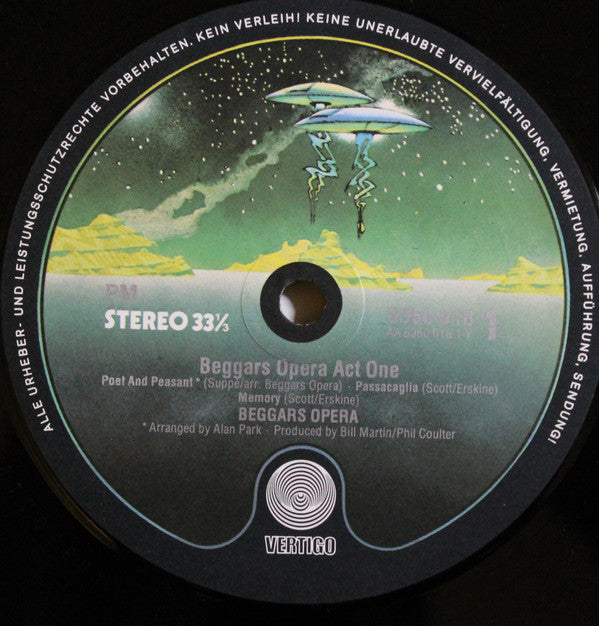 ALLE URHEBER- UND LEISTUNGSSCHUTZRECHTE VORBEHALTEN. KEIN VERLEIH! KEINE UNERLAUBTE VERVIELFÄLTIGUNG, VERMIETUNG, AUFFÜHRUNG, SENDUNG!
STEREO 33⅓
1
Beggars Opera Act One
Poet And Peasant * (Suppé/arr. Beggars Opera) · Passacaglia (Scott/Erskine)
Memory (Scott/Erskine)
BEGGARS OPERA
* Arranged by Alan Park · Produced by Bill Martin/Phil Coulter
VERTIGO